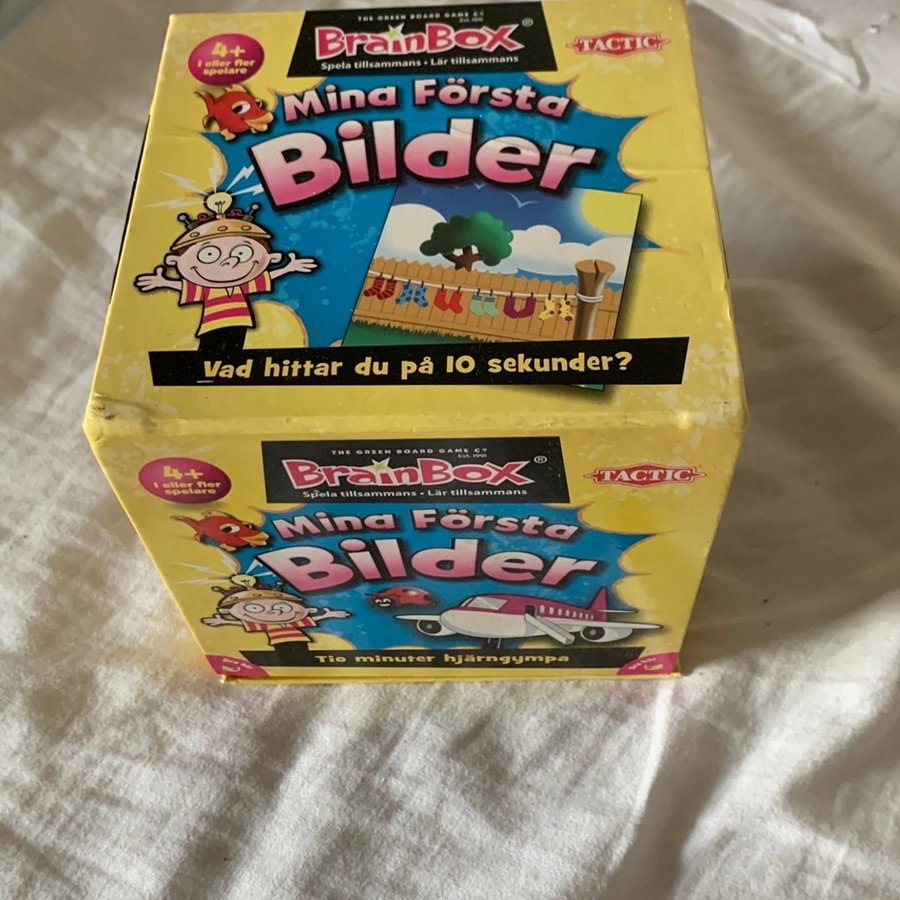 THE GREEN BOARD GAME Cº
Est. 1991
BrainBox®
Spela tillsammans • Lär tillsammans
TACTIC
4+
1 eller fler
spelare
Mina Första
Bilder
Vad hittar du på 10 sekunder?
THE GREEN BOARD GAME Cº
Est. 1991
BrainBox®
Spela tillsammans • Lär tillsammans
TACTIC
4+
1 eller fler
spelare
Mina Första
Bilder
Tio minuter hjärngympa